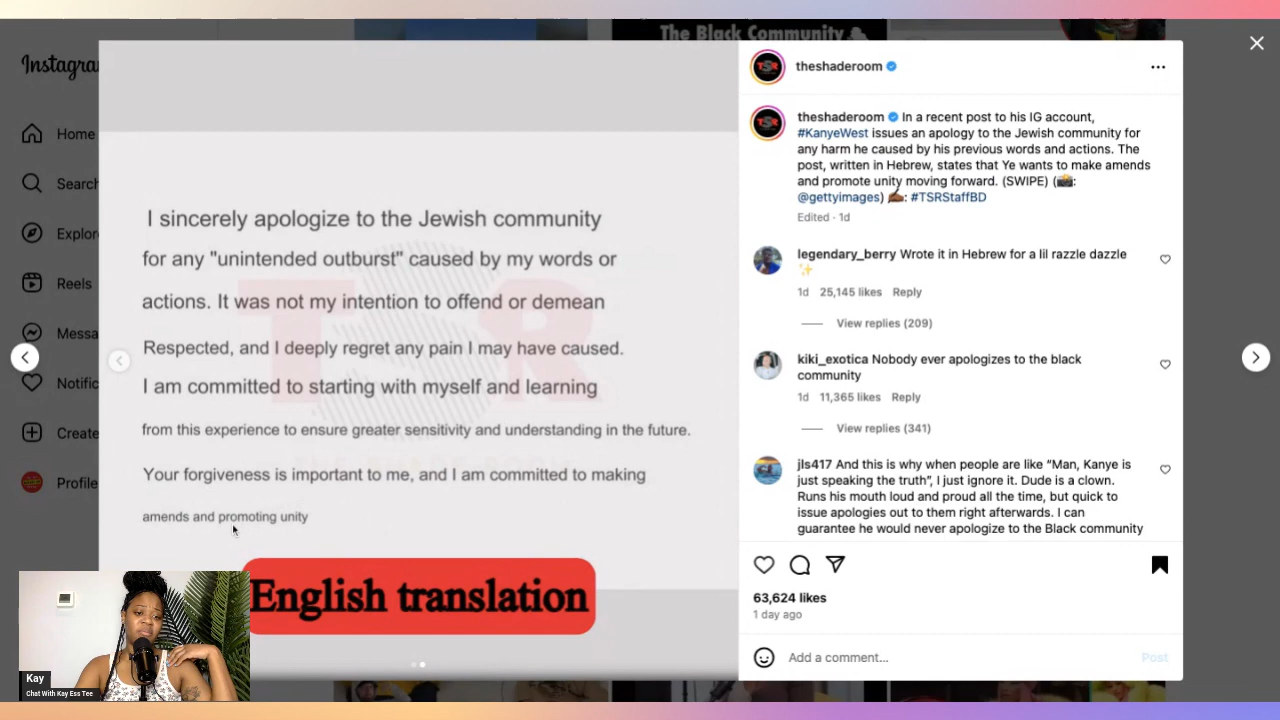 The Black Community
Instagra
Home
Search
Explor
Reels
Messa
Notific
Create
Profile
I sincerely apologize to the Jewish community
for any "unintended outburst" caused by my words or
actions. It was not my intention to offend or demean
Respected, and I deeply regret any pain I may have caused.
I am committed to starting with myself and learning
from this experience to ensure greater sensitivity and understanding in the future.
Your forgiveness is important to me, and I am committed to making
amends and promoting unity
TSR
English translation
Kay
Chat With Kay Ess Tee
theshaderoom
theshaderoom In a recent post to his IG account,
#KanyeWest issues an apology to the Jewish community for
any harm he caused by his previous words and actions. The
post, written in Hebrew, states that Ye wants to make amends
and promote unity moving forward. (SWIPE) (📸:
@gettyimages) ✍🏾: #TSRStaffBD
Edited · 1d
legendary_berry Wrote it in Hebrew for a lil razzle dazzle
✨
1d 25,145 likes Reply
View replies (209)
kiki_exotica Nobody ever apologizes to the black
community
1d 11,365 likes Reply
View replies (341)
jls417 And this is why when people are like “Man, Kanye is
just speaking the truth”, I just ignore it. Dude is a clown.
Runs his mouth loud and proud all the time, but quick to
issue apologies out to them right afterwards. I can
guarantee he would never apologize to the Black community
63,624 likes
1 day ago
Add a comment...
Post